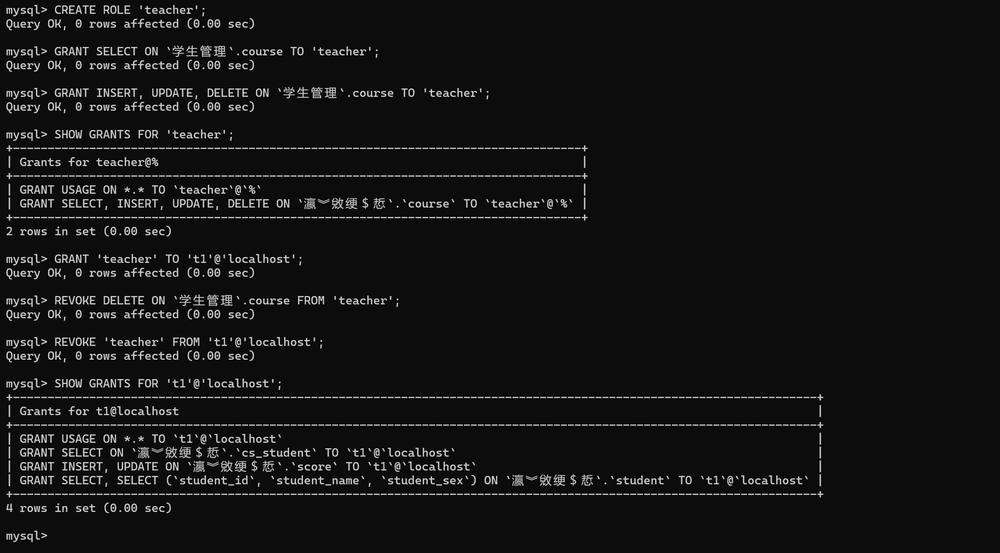 mysql> CREATE ROLE 'teacher';
Query OK, 0 rows affected (0.00 sec)
mysql> GRANT SELECT ON `学生管理`.course TO 'teacher';
Query OK, 0 rows affected (0.00 sec)
mysql> GRANT INSERT, UPDATE, DELETE ON `学生管理`.course TO 'teacher';
Query OK, 0 rows affected (0.00 sec)
mysql> SHOW GRANTS FOR 'teacher';
+----------------------------------------------------------------------------------+
| Grants for teacher@% |
+----------------------------------------------------------------------------------+
| GRANT USAGE ON *.* TO `teacher`@`%` |
| GRANT SELECT, INSERT, UPDATE, DELETE ON `瀛︾敓绠＄悊`.`course` TO `teacher`@`%` |
+----------------------------------------------------------------------------------+
2 rows in set (0.00 sec)
mysql> GRANT 'teacher' TO 't1'@'localhost';
Query OK, 0 rows affected (0.00 sec)
mysql> REVOKE DELETE ON `学生管理`.course FROM 'teacher';
Query OK, 0 rows affected (0.00 sec)
mysql> REVOKE 'teacher' FROM 't1'@'localhost';
Query OK, 0 rows affected (0.00 sec)
mysql> SHOW GRANTS FOR 't1'@'localhost';
+--------------------------------------------------------------------------------------------------------------------+
| Grants for t1@localhost |
+--------------------------------------------------------------------------------------------------------------------+
| GRANT USAGE ON *.* TO `t1`@`localhost` |
| GRANT SELECT ON `瀛︾敓绠＄悊`.`cs_student` TO `t1`@`localhost` |
| GRANT INSERT, UPDATE ON `瀛︾敓绠＄悊`.`score` TO `t1`@`localhost` |
| GRANT SELECT, SELECT (`student_id`, `student_name`, `student_sex`) ON `瀛︾敓绠＄悊`.`student` TO `t1`@`localhost` |
+--------------------------------------------------------------------------------------------------------------------+
4 rows in set (0.00 sec)
mysql>